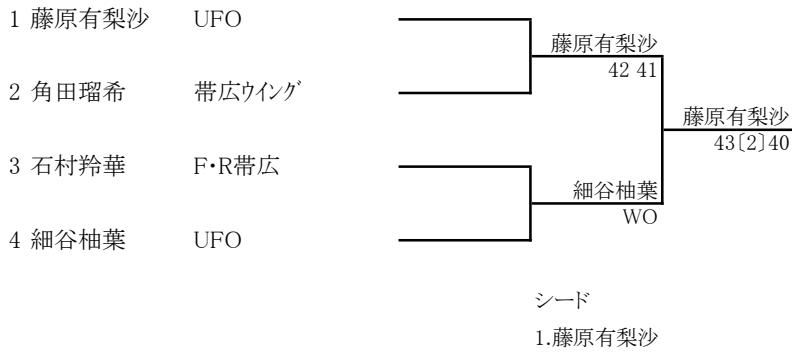 1 藤原有梨沙 UFO
藤原有梨沙
42 41
2 角田瑠希 帯広ウイング
藤原有梨沙
43〔2〕40
3 石村羚華 F・R帯広
細谷柚葉
WO
4 細谷柚葉 UFO
シード
1.藤原有梨沙